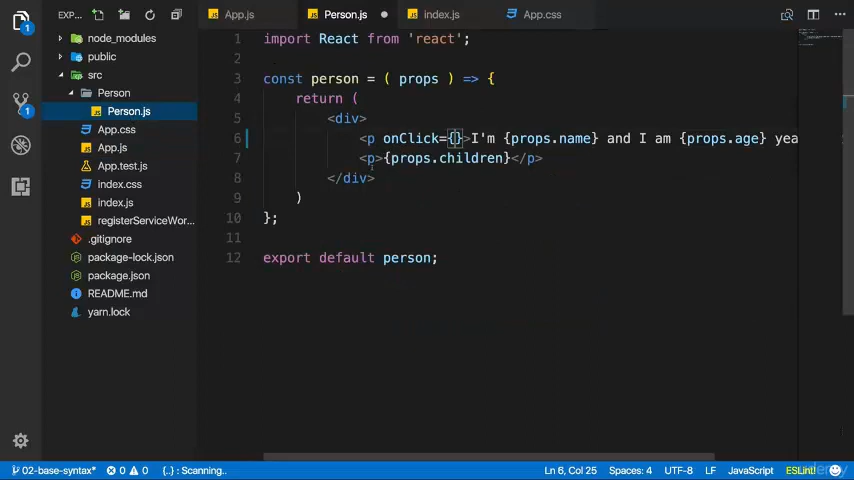 EXP...
App.js
Person.js
index.js
App.css
node_modules
public
src
Person
Person.js
App.css
App.js
App.test.js
index.css
index.js
registerServiceWor...
.gitignore
package-lock.json
package.json
README.md
yarn.lock
1 import React from 'react';
2
3 const person = ( props ) => {
4 return (
5 <div>
6 <p onClick={}>I'm {props.name} and I am {props.age} yea
7 <p>{props.children}</p>
8 </div>
9 )
10 };
11
12 export default person;
02-base-syntax* 0 0 {..} : Scanning.. Ln 6, Col 25 Spaces: 4 UTF-8 LF JavaScript ESLint!
udemy